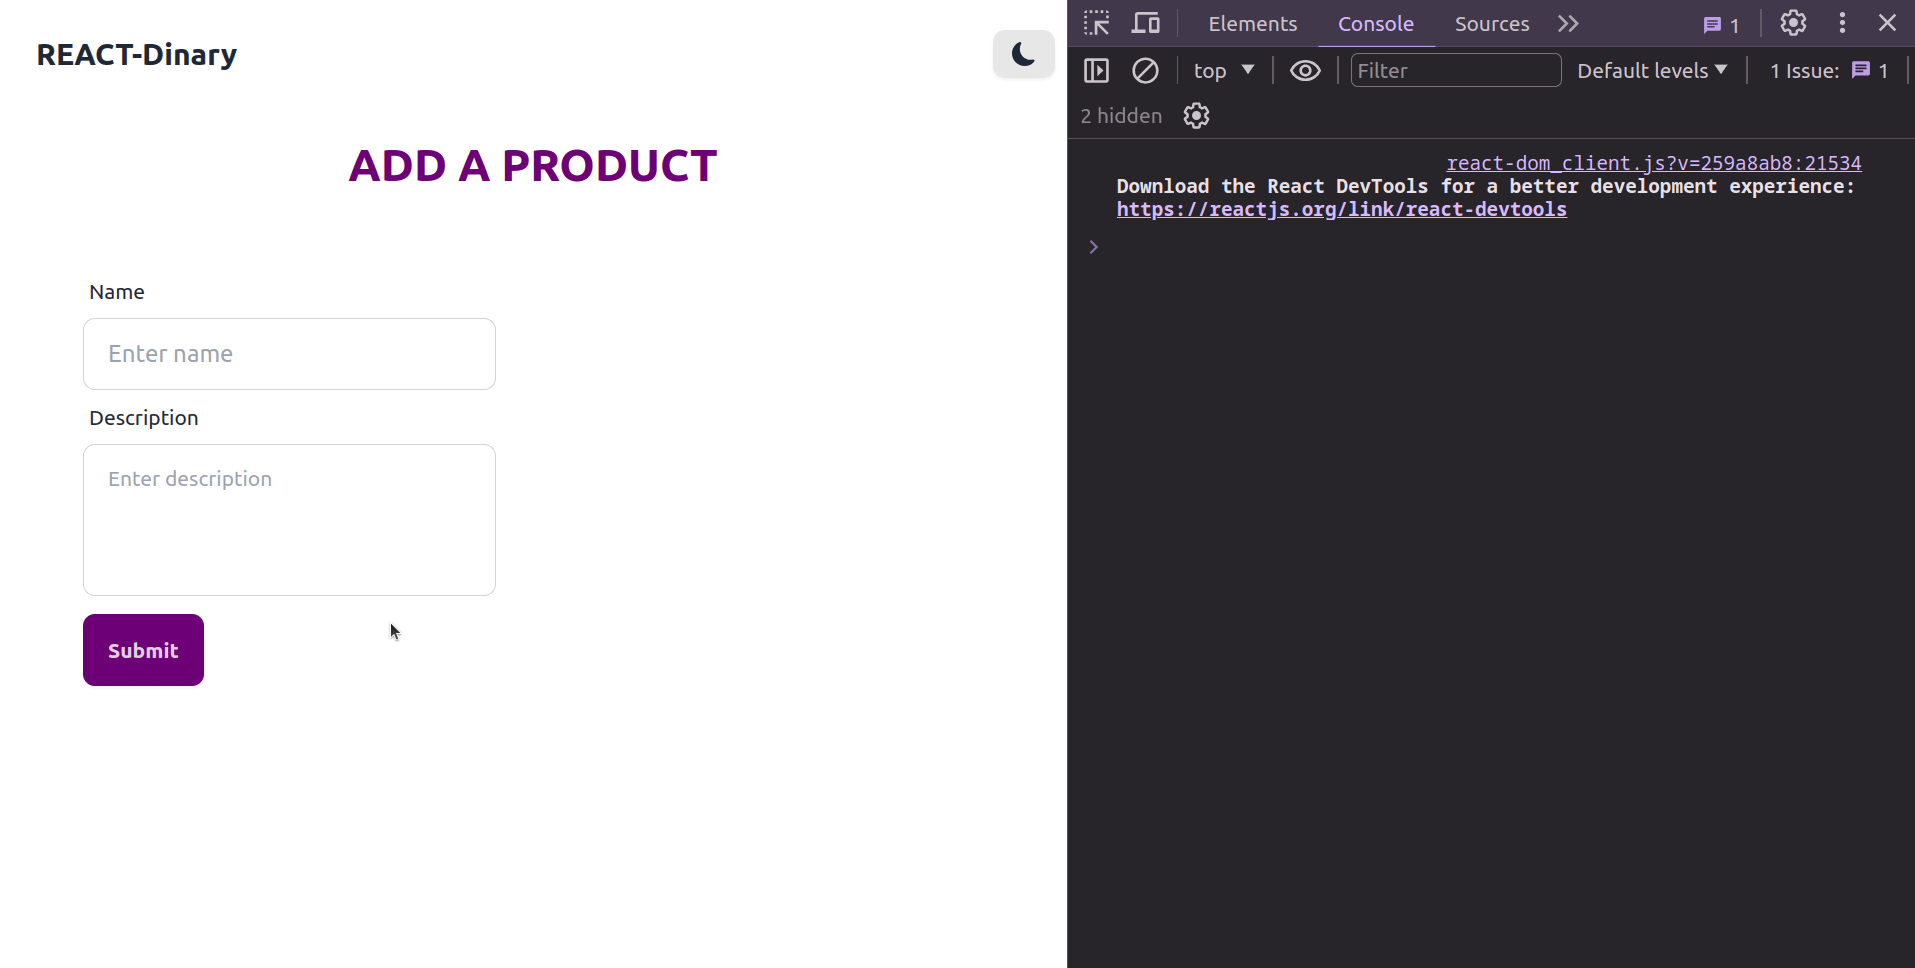 REACT-Dinary
ADD A PRODUCT
Name
Enter name
Description
Enter description
Submit
Elements Console Sources 1
top Filter Default levels 1 Issue: 1
2 hidden
react-dom_client.js?v=259a8ab8:21534
Download the React DevTools for a better development experience:
https://reactjs.org/link/react-devtools